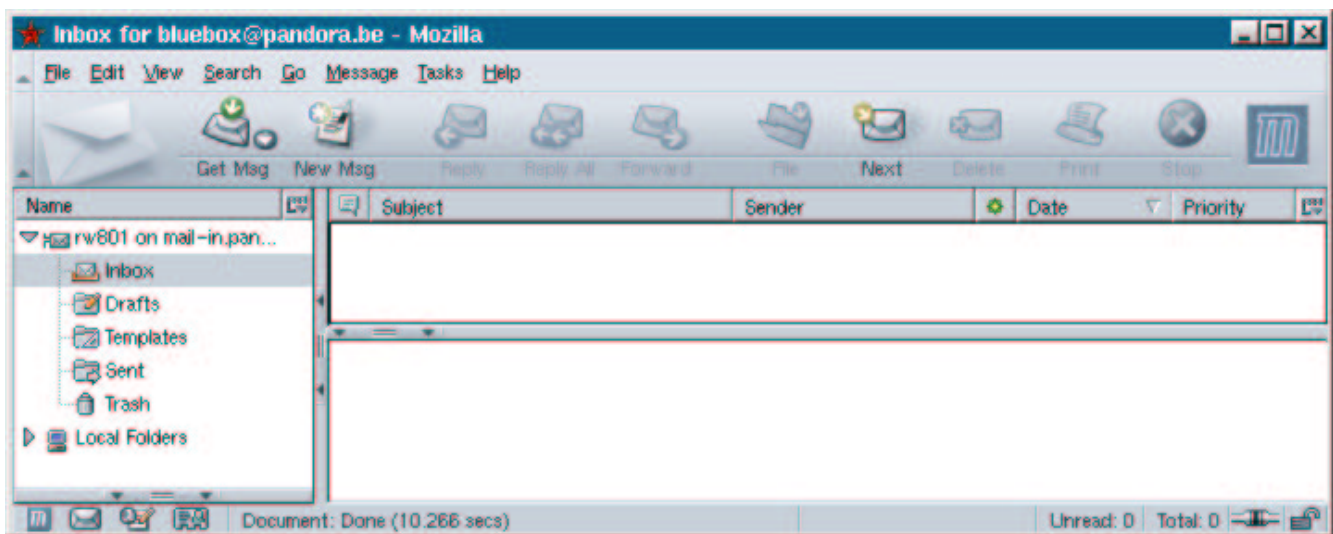 Inbox for bluebox@pandora.be - Mozilla
File Edit View Search Go Message Tasks Help
Get Msg New Msg Reply Reply All Forward File Next Delete Print Stop
Name Subject Sender Date Priority
rw801 on mail-in.pan...
Inbox
Drafts
Templates
Sent
Trash
Local Folders
Document: Done (10.266 secs) Unread: 0 Total: 0